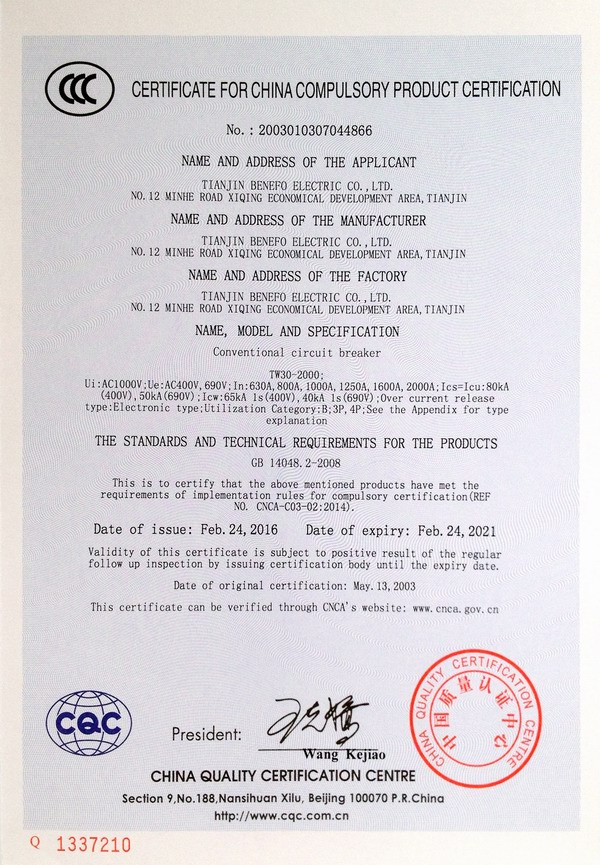 CCC
CERTIFICATE FOR CHINA COMPULSORY PRODUCT CERTIFICATION
No.: 2003010307044866
NAME AND ADDRESS OF THE APPLICANT
TIANJIN BENEFO ELECTRIC CO.,LTD.
NO.12 MINHE ROAD XIQING ECONOMICAL DEVELOPMENT AREA,TIANJIN
NAME AND ADDRESS OF THE MANUFACTURER
TIANJIN BENEFO ELECTRIC CO.,LTD.
NO.12 MINHE ROAD XIQING ECONOMICAL DEVELOPMENT AREA,TIANJIN
NAME AND ADDRESS OF THE FACTORY
TIANJIN BENEFO ELECTRIC CO.,LTD.
NO.12 MINHE ROAD XIQING ECONOMICAL DEVELOPMENT AREA,TIANJIN
NAME, MODEL AND SPECIFICATION
Conventional circuit breaker
TW30-2000;
Ui:AC1000V;Ue:AC400V,690V;In:630A,800A,1000A,1250A,1600A,2000A;Ics=Icu:80kA
(400V),50kA(690V);Icw:65kA 1s(400V),40kA 1s(690V);Over current release
type:Electronic type;Utilization Category:B;3P,4P;See the Appendix for type
explanation
THE STANDARDS AND TECHNICAL REQUIREMENTS FOR THE PRODUCTS
GB 14048.2-2008
This is to certify that the above mentioned products have met the
requirements of implementation rules for compulsory certification(REF
NO. CNCA-C03-02:2014).
Date of issue: Feb.24,2016 Date of expiry: Feb.24,2021
Validity of this certificate is subject to positive result of the regular
follow up inspection by issuing certification body until the expiry date.
Date of original certification: May.13,2003
This certificate can be verified through CNCA's website: www.cnca.gov.cn
CHINA QUALITY CERTIFICATION CENTRE
中国质量认证中心
CQC
President:
Wang Kejiao
CHINA QUALITY CERTIFICATION CENTRE
Section 9,No.188,Nansihuan Xilu, Beijing 100070 P.R.China
http://www.cqc.com.cn
Q 1337210